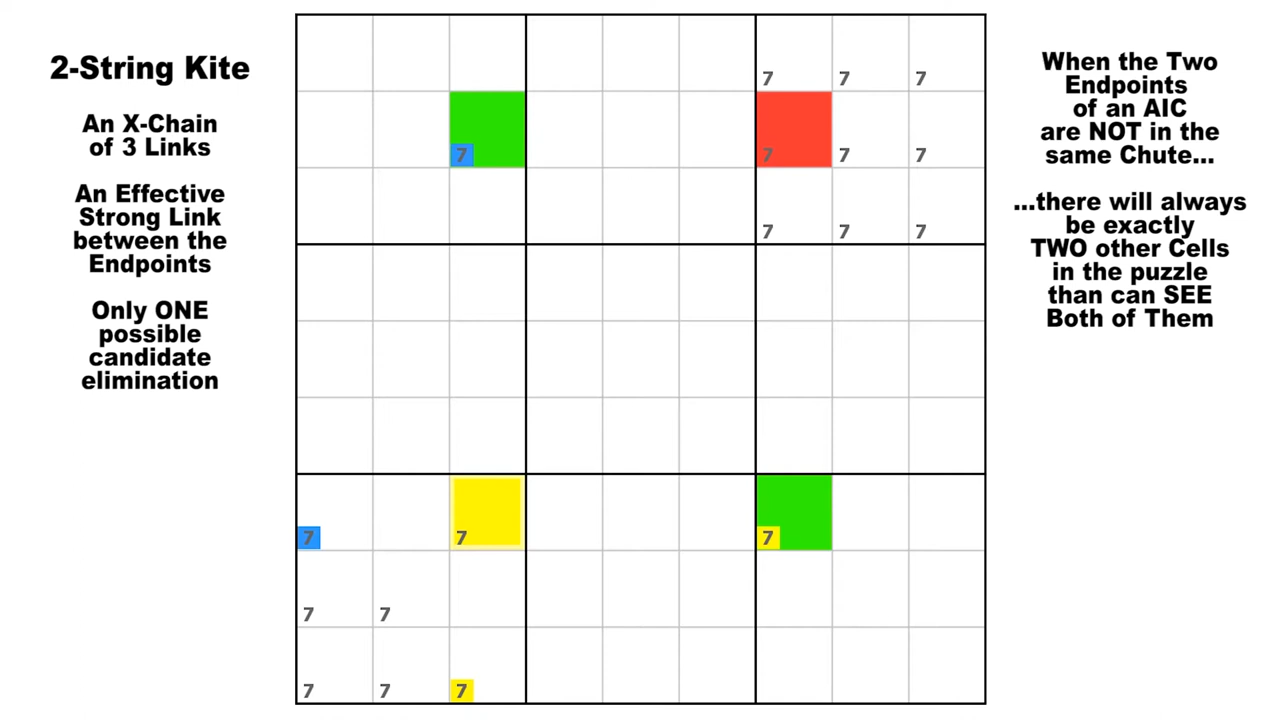 2-String Kite
An X-Chain
of 3 Links
An Effective
Strong Link
between the
Endpoints
Only ONE
possible
candidate
elimination
7 7 7
7 7 7 7
7 7 7
7 7 7
7 7
7 7 7
When the Two
Endpoints
of an AIC
are NOT in the
same Chute...
...there will always
be exactly
TWO other Cells
in the puzzle
than can SEE
Both of Them